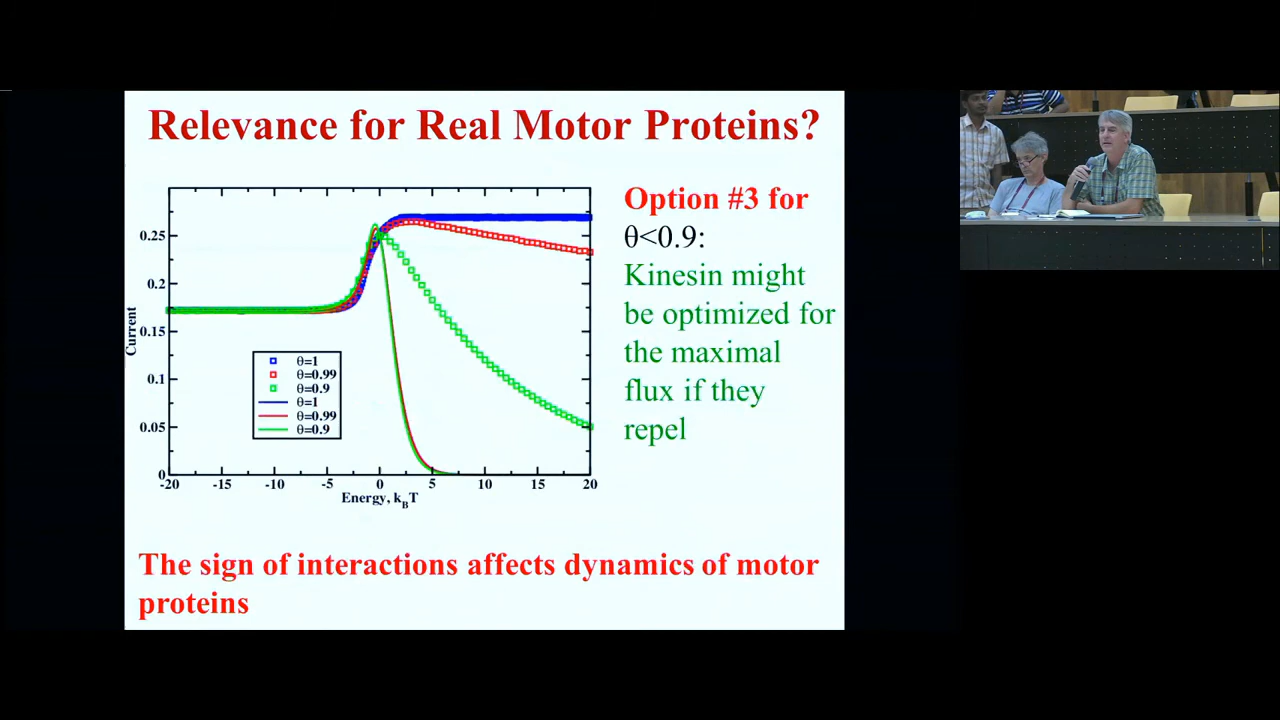 Relevance for Real Motor Proteins?
Option #3 for
θ<0.9:
Kinesin might
be optimized for
the maximal
flux if they
repel
Current
0.25
0.2
0.15
0.1
0.05
0
θ=1
θ=0.99
θ=0.9
θ=1
θ=0.99
θ=0.9
-20 -15 -10 -5 0 5 10 15 20
Energy, k_BT
The sign of interactions affects dynamics of motor
proteins